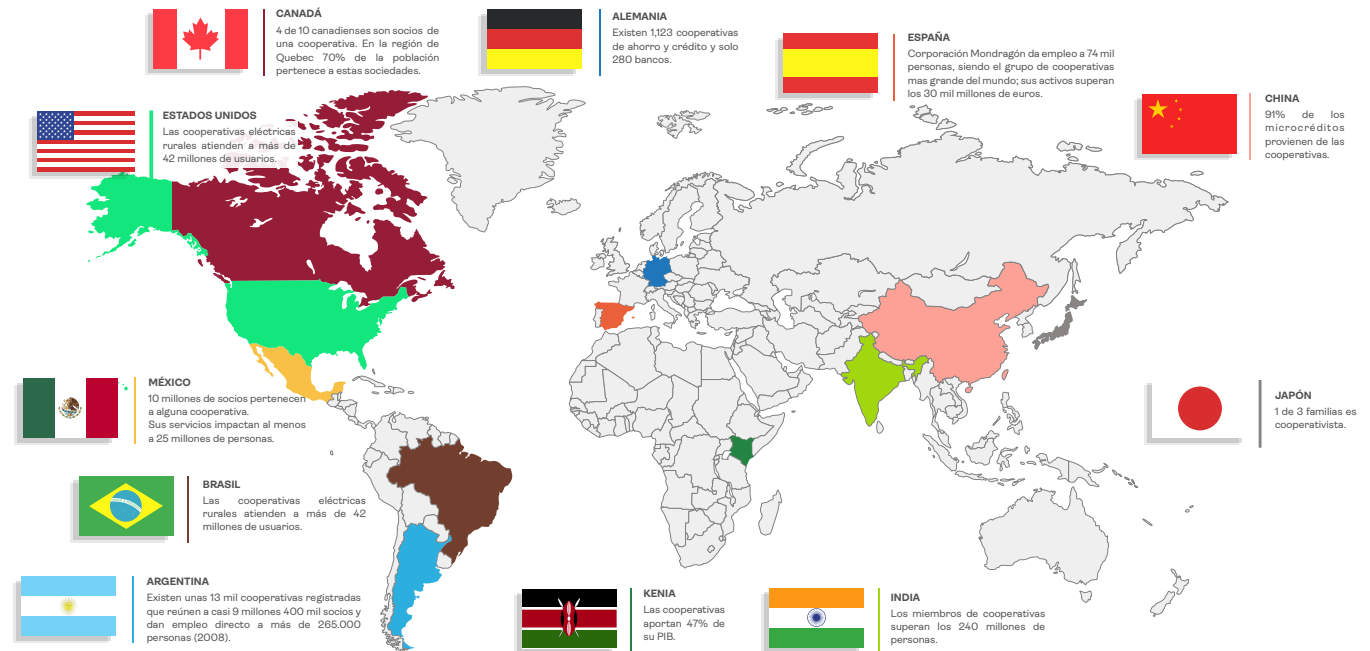 CANADÁ
4 de 10 canadienses son socios de
una cooperativa. En la región de
Quebec 70% de la población
pertenece a estas sociedades.
ALEMANIA
Existen 1,123 cooperativas
de ahorro y crédito y solo
280 bancos.
ESPAÑA
Corporación Mondragón da empleo a 74 mil
personas, siendo el grupo de cooperativas
mas grande del mundo; sus activos superan
los 30 mil millones de euros.
CHINA
91% de los
microcréditos
provienen de las
cooperativas.
ESTADOS UNIDOS
Las cooperativas eléctricas
rurales atienden a más de
42 millones de usuarios.
MÉXICO
10 millones de socios pertenecen
a alguna cooperativa.
Sus servicios impactan al menos
a 25 millones de personas.
JAPÓN
1 de 3 familias es
cooperativista.
BRASIL
Las cooperativas eléctricas
rurales atienden a más de 42
millones de usuarios.
ARGENTINA
Existen unas 13 mil cooperativas registradas
que reúnen a casi 9 millones 400 mil socios y
dan empleo directo a más de 265.000
personas (2008).
KENIA
Las cooperativas
aportan 47% de
su PIB.
INDIA
Los miembros de cooperativas
superan los 240 millones de
personas.